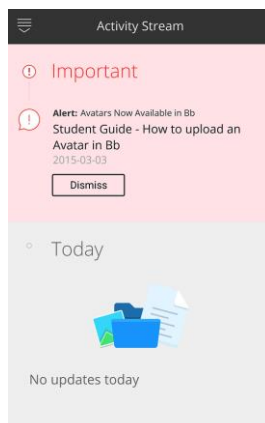 Activity Stream
Important
Alert: Avatars Now Available in Bb
Student Guide - How to upload an
Avatar in Bb
2015-03-03
Dismiss
Today
No updates today